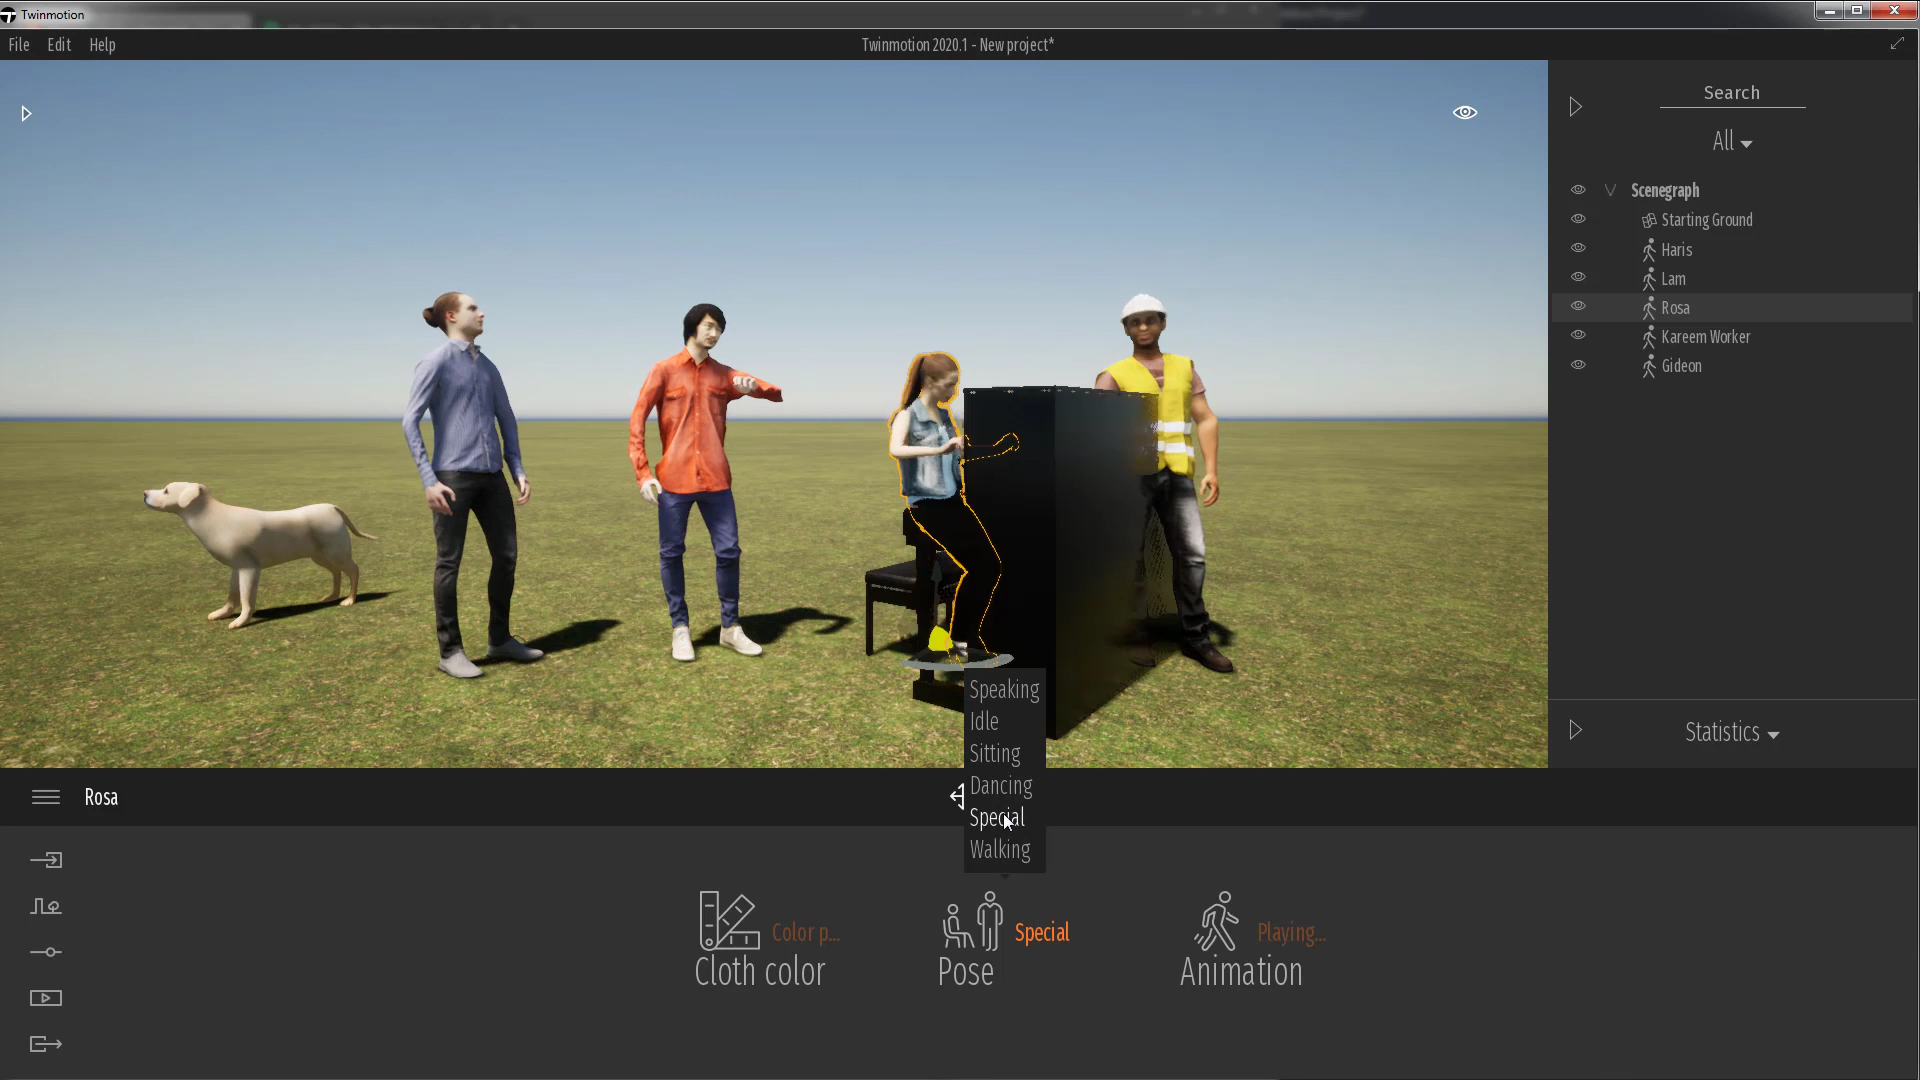 Twinmotion
File Edit Help
Twinmotion 2020.1 - New project*
Search
All
Scenegraph
Starting Ground
Haris
Lam
Rosa
Kareem Worker
Gideon
Statistics
Speaking
Idle
Sitting
Dancing
Special
Walking
Rosa
Color p...
Cloth color
Special
Pose
Playing...
Animation